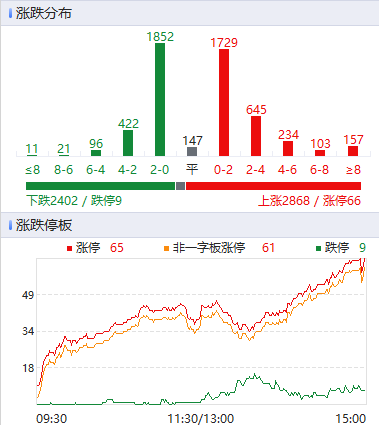 涨跌分布
11 21 96 422 1852 147 1729 645 234 103 157
≤8 8-6 6-4 4-2 2-0 平 0-2 2-4 4-6 6-8 ≥8
下跌2402 / 跌停9 上涨2868 / 涨停66
涨跌停板
涨停 65 非一字板涨停 61 跌停 9
49
34
18
09:30 11:30/13:00 15:00